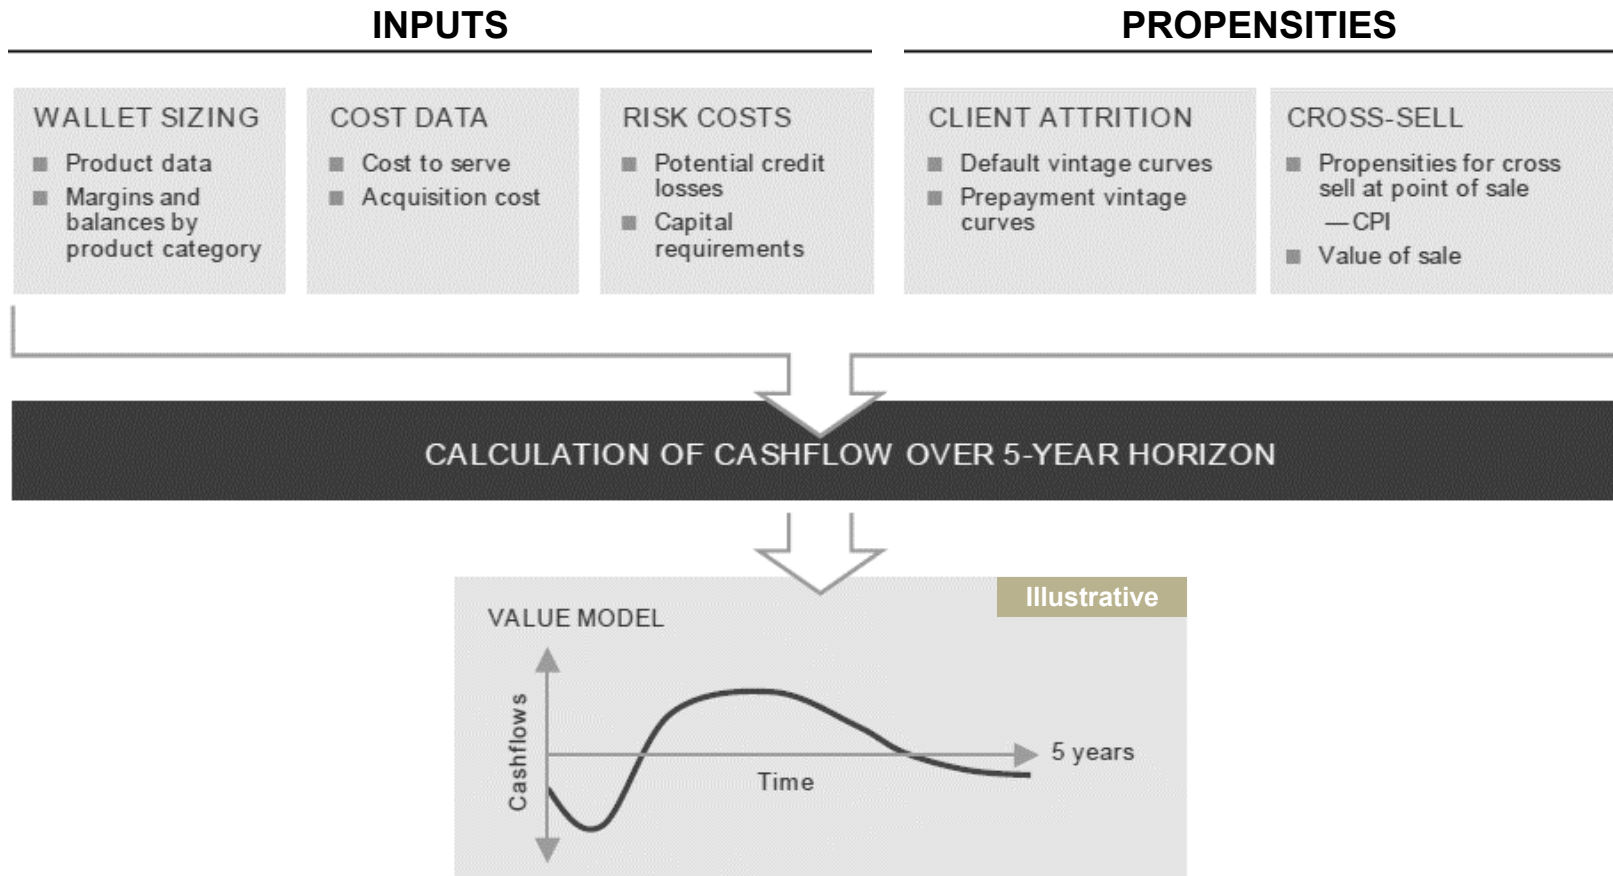 INPUTS
PROPENSITIES
WALLET SIZING
Product data
Margins and
balances by
product category
COST DATA
Cost to serve
Acquisition cost
RISK COSTS
Potential credit
losses
Capital
requirements
CLIENT ATTRITION
Default vintage curves
Prepayment vintage
curves
CROSS-SELL
Propensities for cross
sell at point of sale
— CPI
Value of sale
CALCULATION OF CASHFLOW OVER 5-YEAR HORIZON
Illustrative
VALUE MODEL
Cashflows
Time
5 years